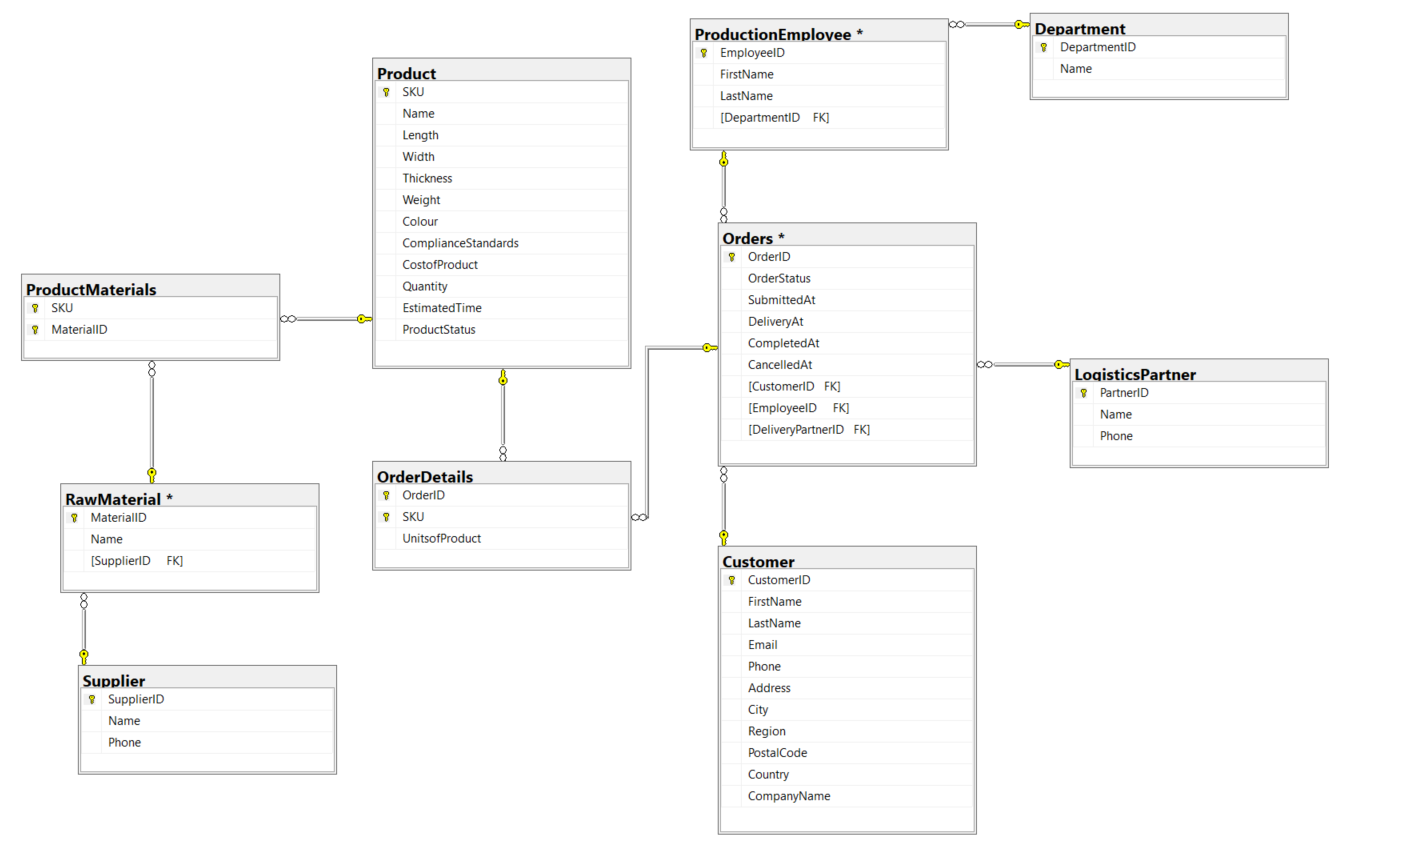 ProductionEmployee *
EmployeeID
FirstName
LastName
[DepartmentID FK]
Department
DepartmentID
Name
Product
SKU
Name
Length
Width
Thickness
Weight
Colour
ComplianceStandards
CostofProduct
Quantity
EstimatedTime
ProductStatus
Orders *
OrderID
OrderStatus
SubmittedAt
DeliveryAt
CompletedAt
CancelledAt
[CustomerID FK]
[EmployeeID FK]
[DeliveryPartnerID FK]
ProductMaterials
SKU
MaterialID
LogisticsPartner
PartnerID
Name
Phone
OrderDetails
OrderID
SKU
UnitsofProduct
RawMaterial *
MaterialID
Name
[SupplierID FK]
Customer
CustomerID
FirstName
LastName
Email
Phone
Address
City
Region
PostalCode
Country
CompanyName
Supplier
SupplierID
Name
Phone